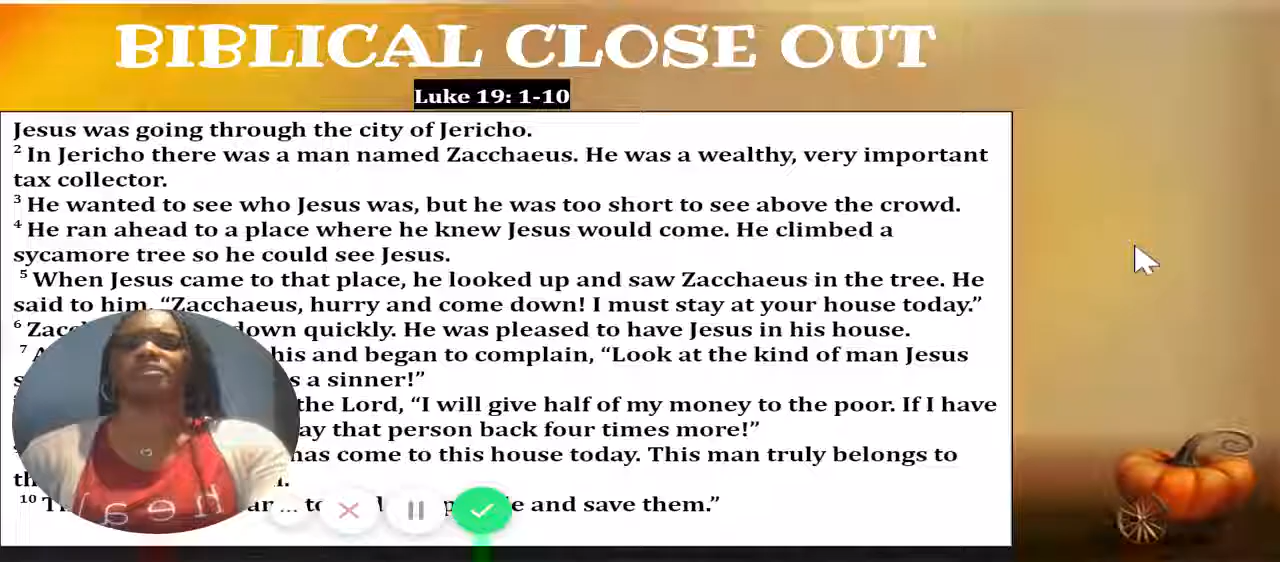 BIBLICAL CLOSE OUT
Luke 19: 1-10
Jesus was going through the city of Jericho.
2 In Jericho there was a man named Zacchaeus. He was a wealthy, very important
tax collector.
3 He wanted to see who Jesus was, but he was too short to see above the crowd.
4 He ran ahead to a place where he knew Jesus would come. He climbed a
sycamore tree so he could see Jesus.
5 When Jesus came to that place, he looked up and saw Zacchaeus in the tree. He
said to him, “Zacchaeus, hurry and come down! I must stay at your house today.”
6 down quickly. He was pleased to have Jesus in his house.
7 and began to complain, “Look at the kind of man Jesus
a sinner!”
the Lord, “I will give half of my money to the poor. If I have
that person back four times more!”
has come to this house today. This man truly belongs to
10 and save them.”